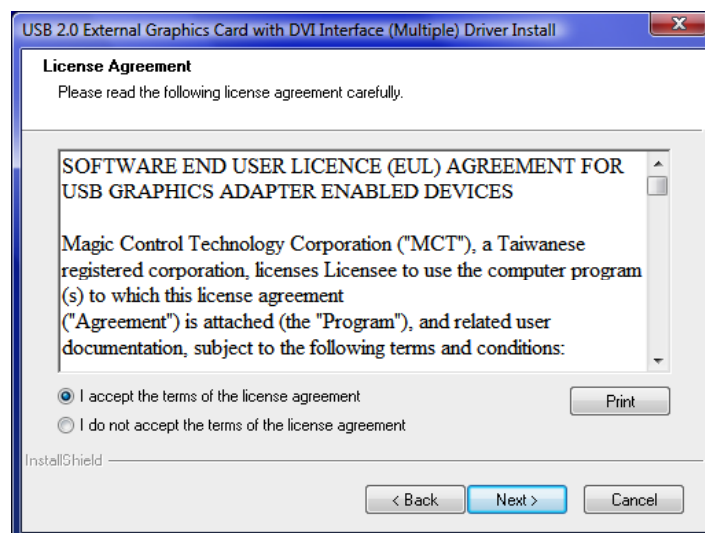 USB 2.0 External Graphics Card with DVI Interface (Multiple) Driver Install
License Agreement
Please read the following license agreement carefully.
SOFTWARE END USER LICENCE (EUL) AGREEMENT FOR
USB GRAPHICS ADAPTER ENABLED DEVICES
Magic Control Technology Corporation ("MCT"), a Taiwanese
registered corporation, licenses Licensee to use the computer program
(s) to which this license agreement
("Agreement") is attached (the "Program"), and related user
documentation, subject to the following terms and conditions:
I accept the terms of the license agreement
Print
I do not accept the terms of the license agreement
InstallShield
< Back
Next >
Cancel